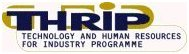 THRIP
TECHNOLOGY AND HUMAN RESOURCES
FOR INDUSTRY PROGRAMME